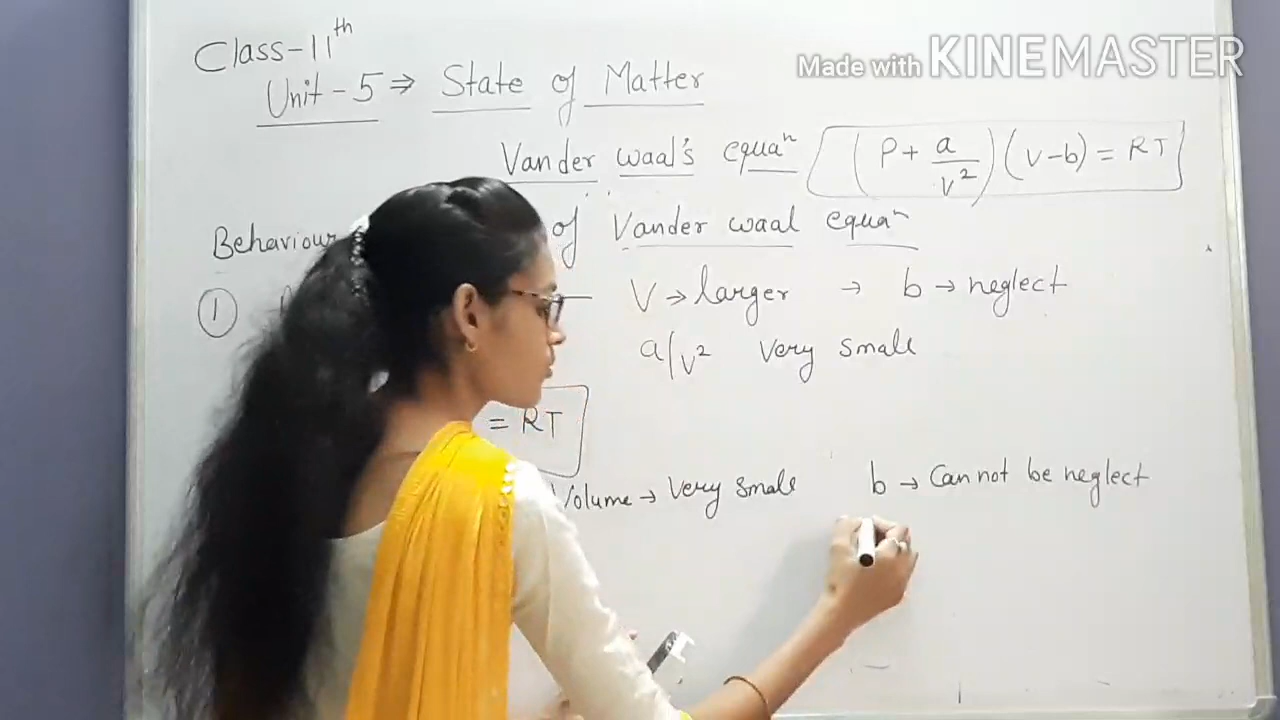 Class-11th
Made with KINEMASTER
Unit-5 ⇒ State of Matter
Vander waal's equaⁿ (P + a/v²) (v-b) = RT
Behaviour of Vander waal equaⁿ
① V → larger → b → neglect
a/v² very small
= RT
Volume → very small b → Can not be neglect